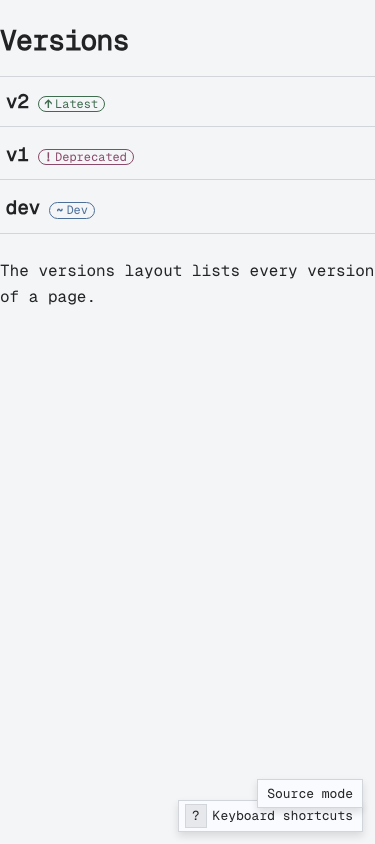 Versions
v2 ↑ Latest
v1 ! Deprecated
dev ~ Dev
The versions layout lists every version
of a page.
Source mode
? Keyboard shortcuts